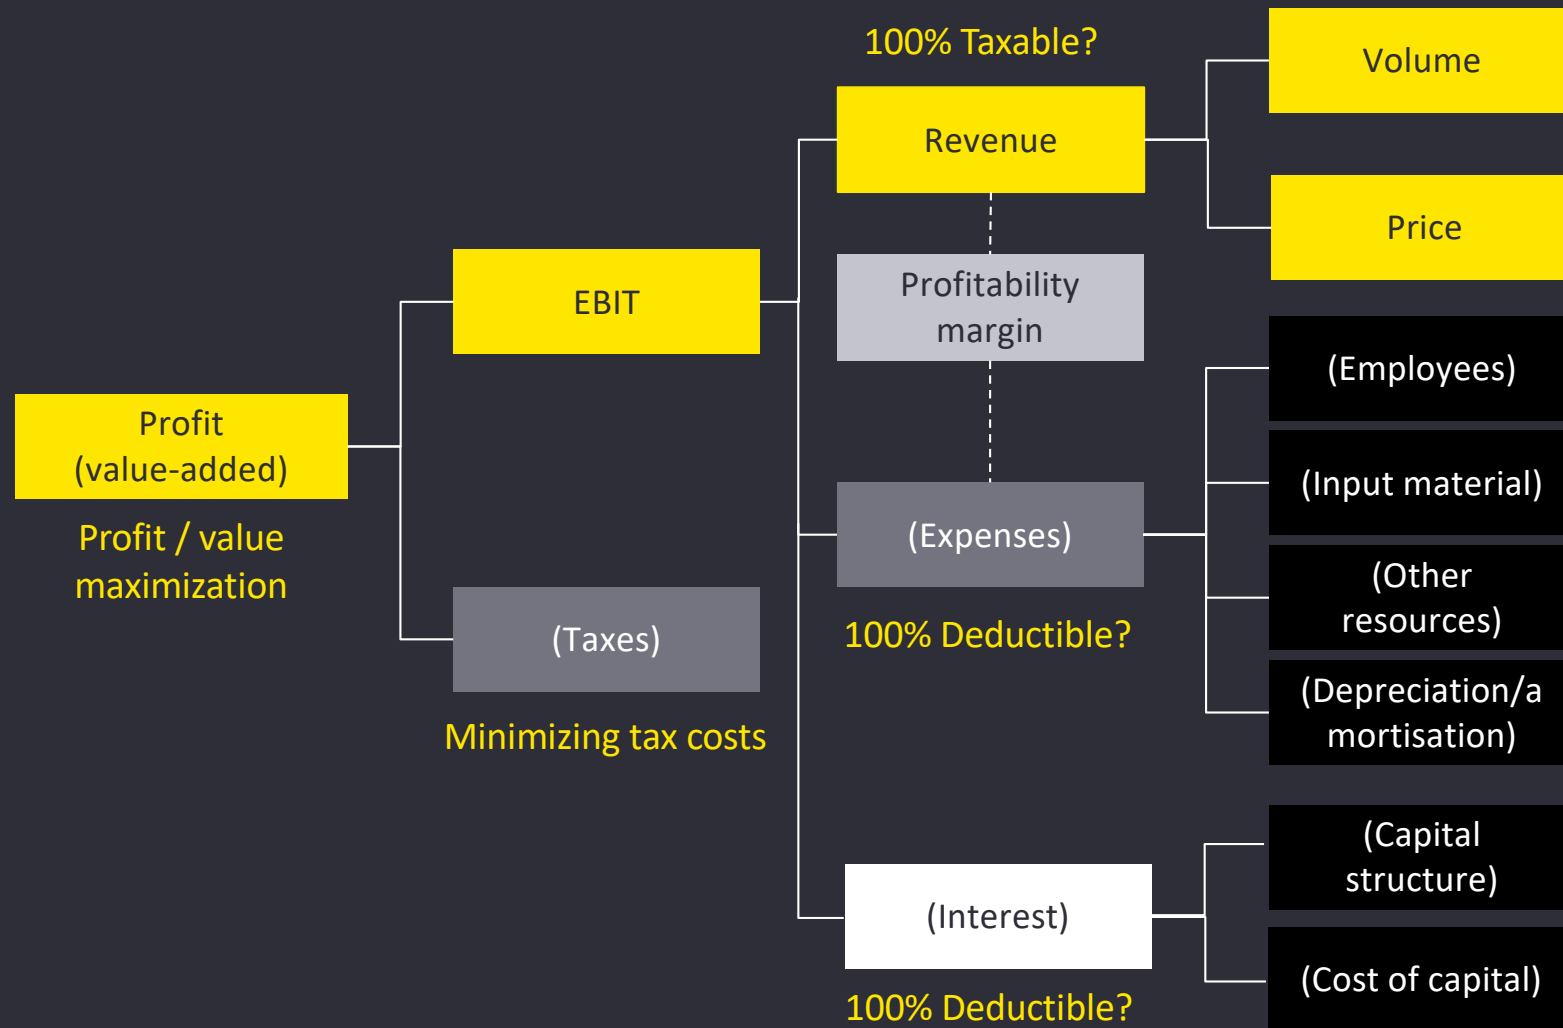 100% Taxable?
Volume
Revenue
Price
Profitability
margin
EBIT
(Employees)
Profit
(value-added)
(Input material)
(Expenses)
Profit / value
maximization
(Other
resources)
(Taxes)
100% Deductible?
(Depreciation/a
mortisation)
Minimizing tax costs
(Capital
structure)
(Interest)
(Cost of capital)
100% Deductible?